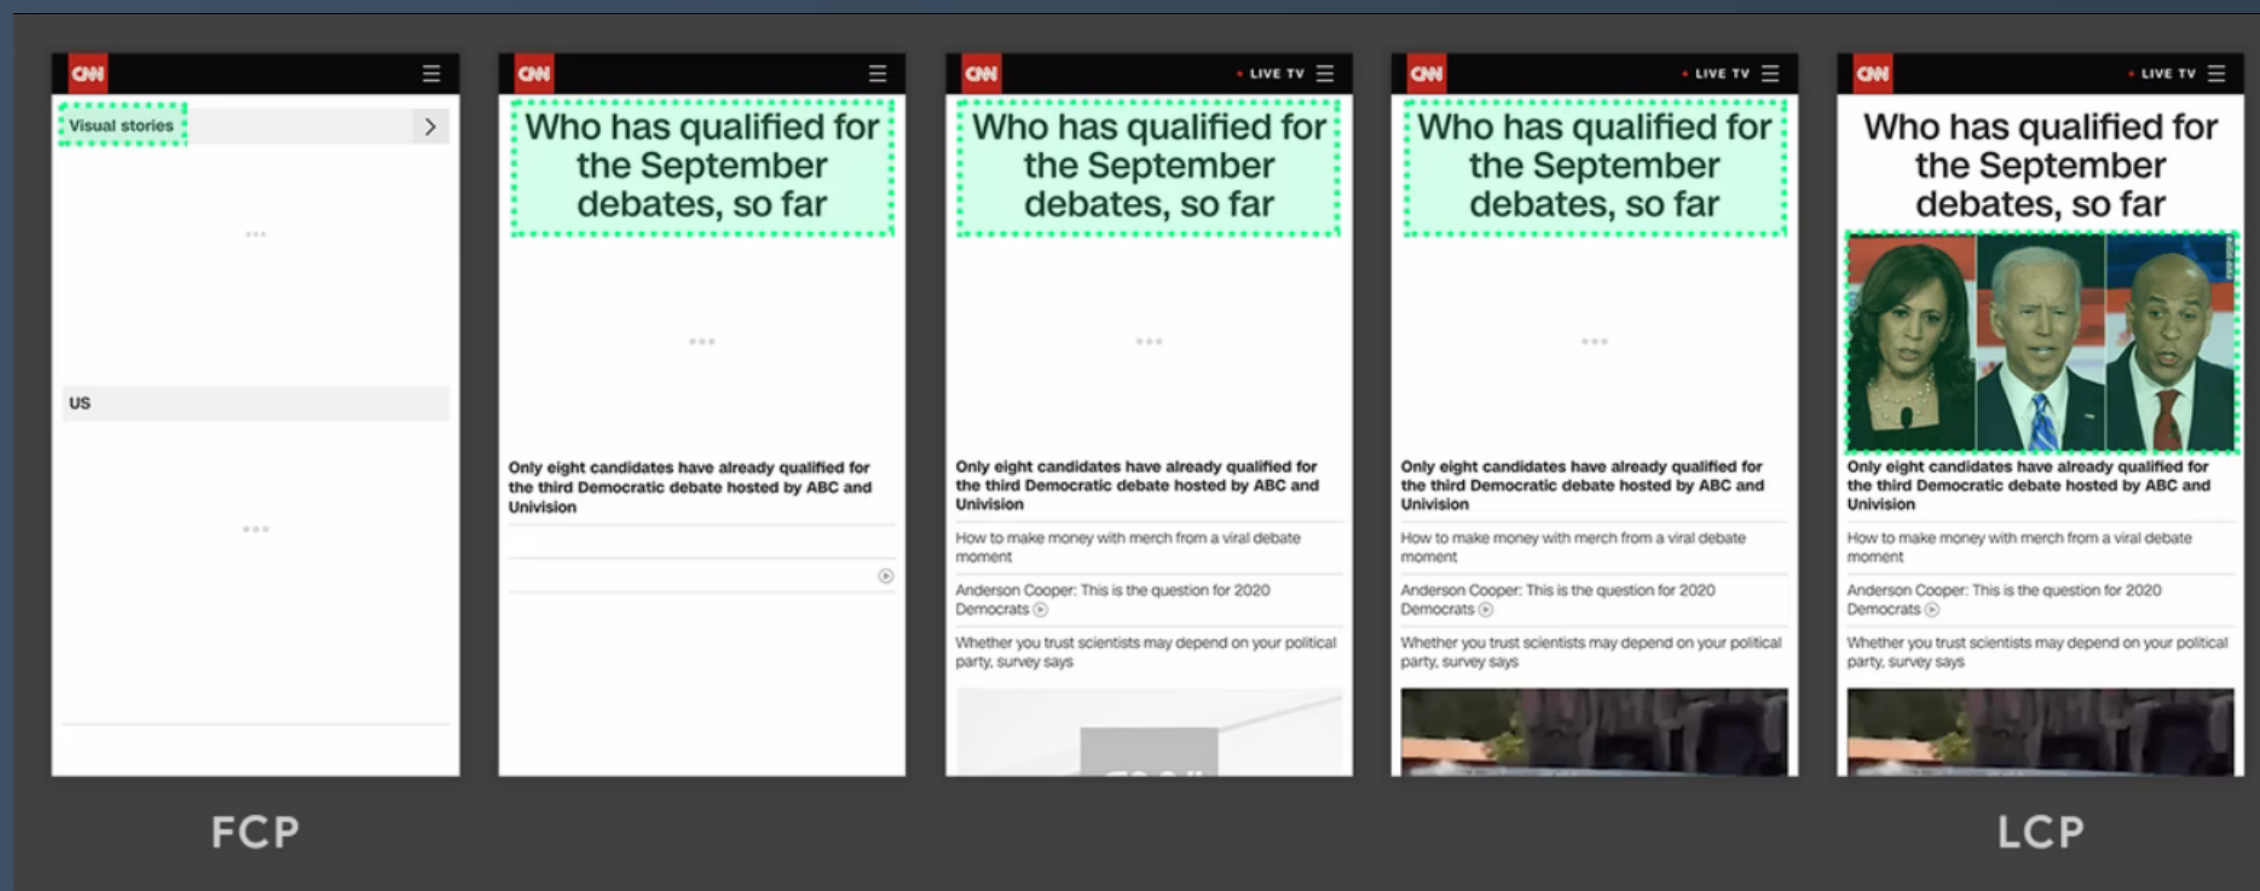 CNN
Visual stories
US
FCP
CNN
Who has qualified for
the September
debates, so far
Only eight candidates have already qualified for
the third Democratic debate hosted by ABC and
Univision
CNN
LIVE TV
Who has qualified for
the September
debates, so far
Only eight candidates have already qualified for
the third Democratic debate hosted by ABC and
Univision
How to make money with merch from a viral debate
moment
Anderson Cooper: This is the question for 2020
Democrats
Whether you trust scientists may depend on your political
party, survey says
CNN
LIVE TV
Who has qualified for
the September
debates, so far
Only eight candidates have already qualified for
the third Democratic debate hosted by ABC and
Univision
How to make money with merch from a viral debate
moment
Anderson Cooper: This is the question for 2020
Democrats
Whether you trust scientists may depend on your political
party, survey says
CNN
LIVE TV
Who has qualified for
the September
debates, so far
Only eight candidates have already qualified for
the third Democratic debate hosted by ABC and
Univision
How to make money with merch from a viral debate
moment
Anderson Cooper: This is the question for 2020
Democrats
Whether you trust scientists may depend on your political
party, survey says
LCP